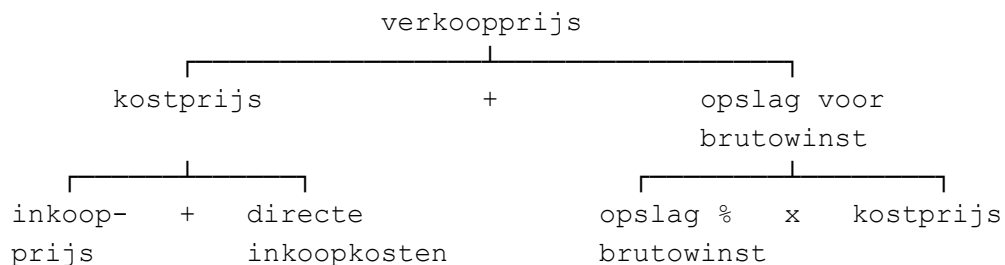 verkoopprijs
kostprijs + opslag voor
brutowinst
inkoop- + directe opslag % x kostprijs
prijs inkoopkosten brutowinst